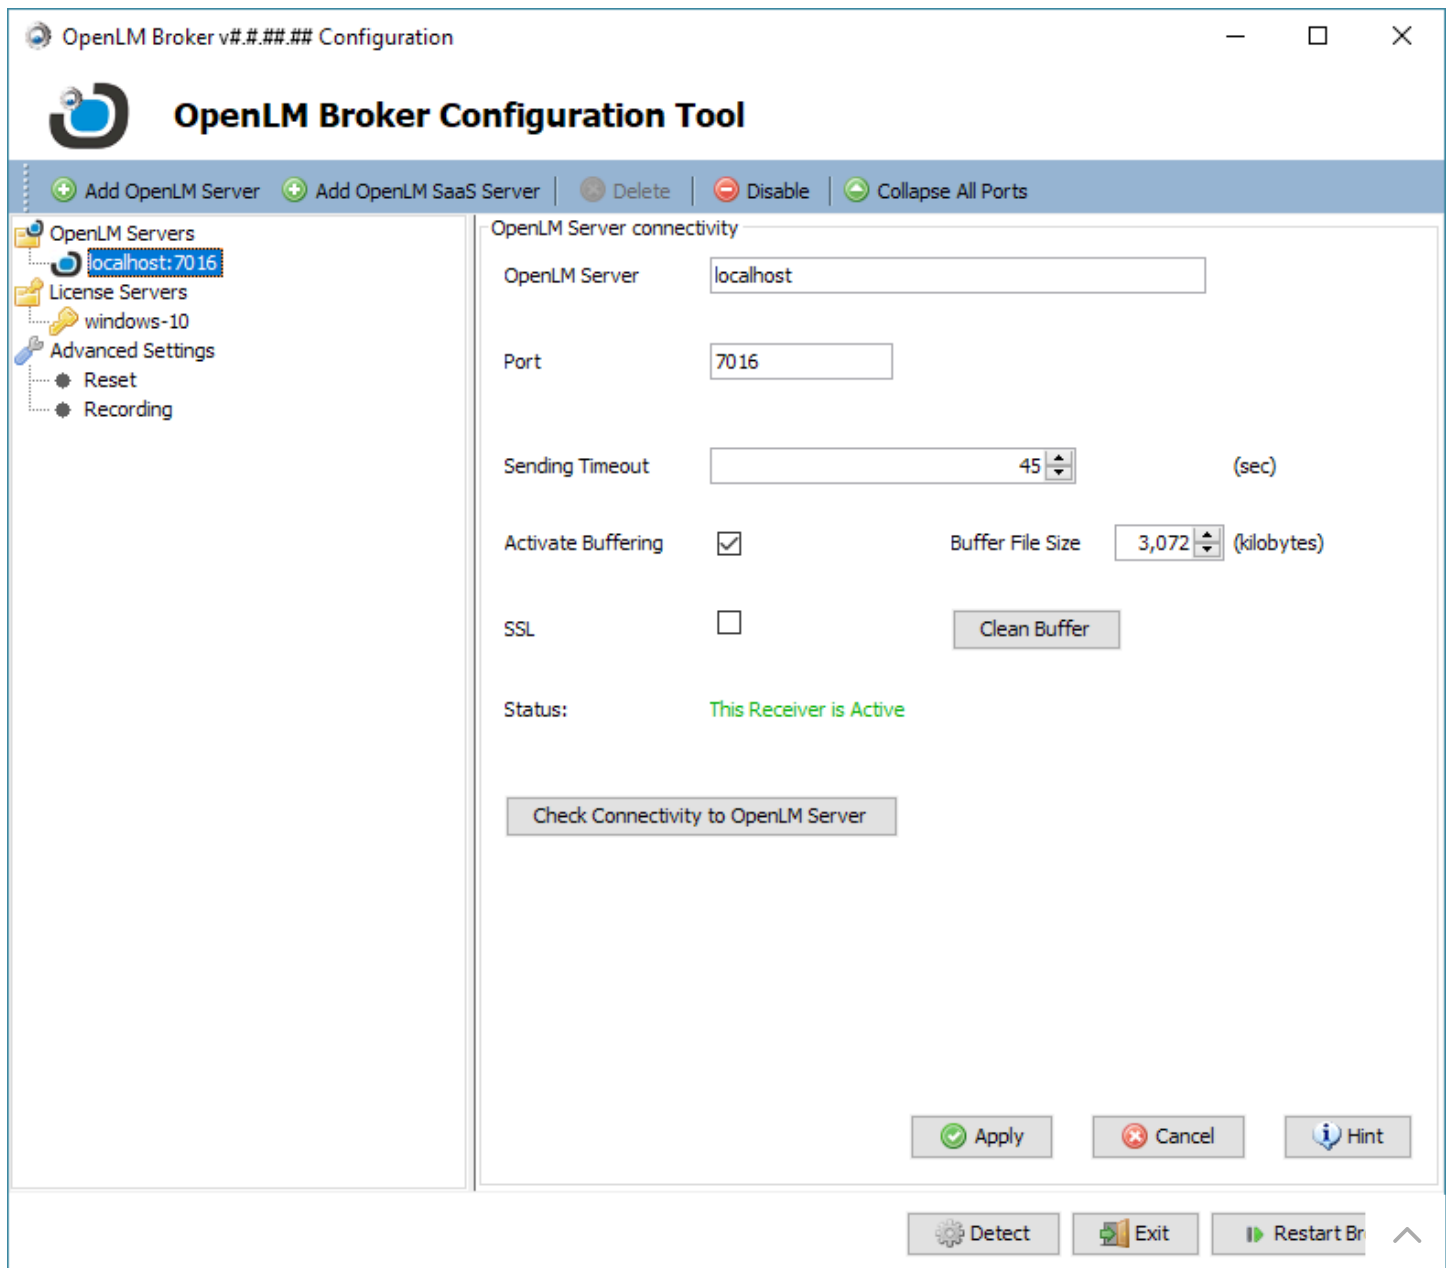 OpenLM Broker v#.#.##.## Configuration
OpenLM Broker Configuration Tool
Add OpenLM Server Add OpenLM SaaS Server Delete Disable Collapse All Ports
OpenLM Servers
localhost:7016
License Servers
windows-10
Advanced Settings
Reset
Recording
OpenLM Server connectivity
OpenLM Server localhost
Port 7016
Sending Timeout 45 (sec)
Activate Buffering Buffer File Size 3,072 (kilobytes)
SSL Clean Buffer
Status: This Receiver is Active
Check Connectivity to OpenLM Server
Apply Cancel Hint
Detect Exit Restart Br